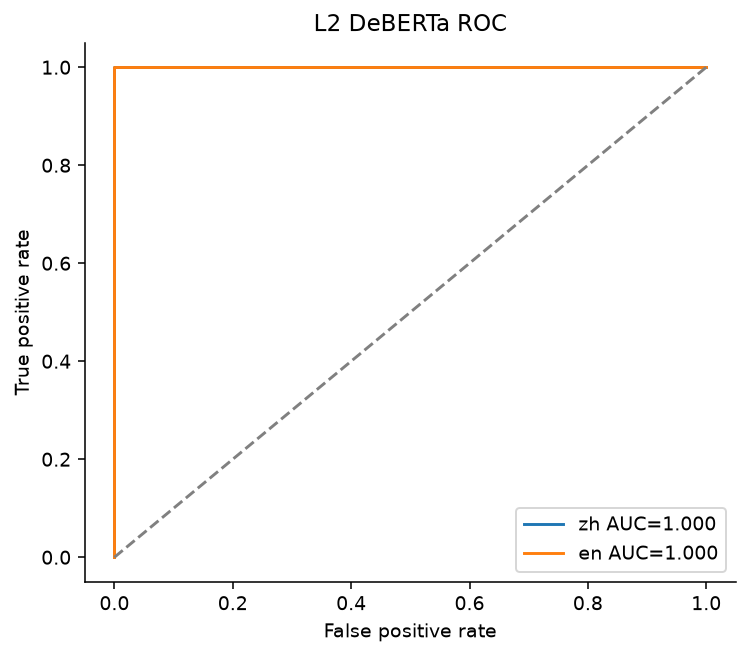 L2 DeBERTa ROC
True positive rate
1.0
0.8
0.6
0.4
0.2
0.0
zh AUC=1.000
en AUC=1.000
0.0 0.2 0.4 0.6 0.8 1.0
False positive rate